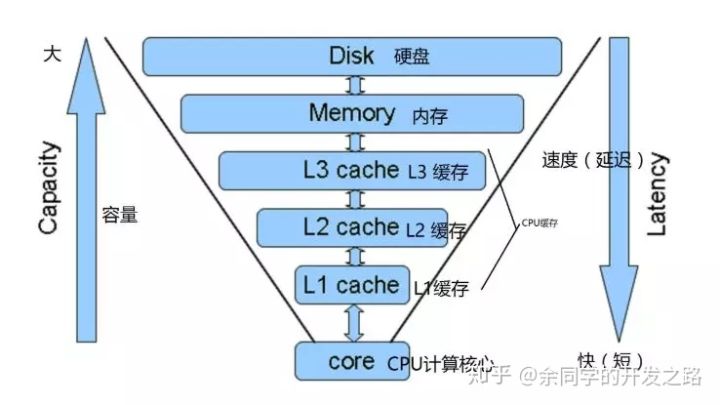 大
Disk 硬盘
Memory 内存
L3 cache L3 缓存
速度（延迟）
Capacity
容量
L2 cache L2 缓存
CPU缓存
Latency
L1 cache L1缓存
core CPU计算核心
快（短）
知乎 @余同学的开发之路